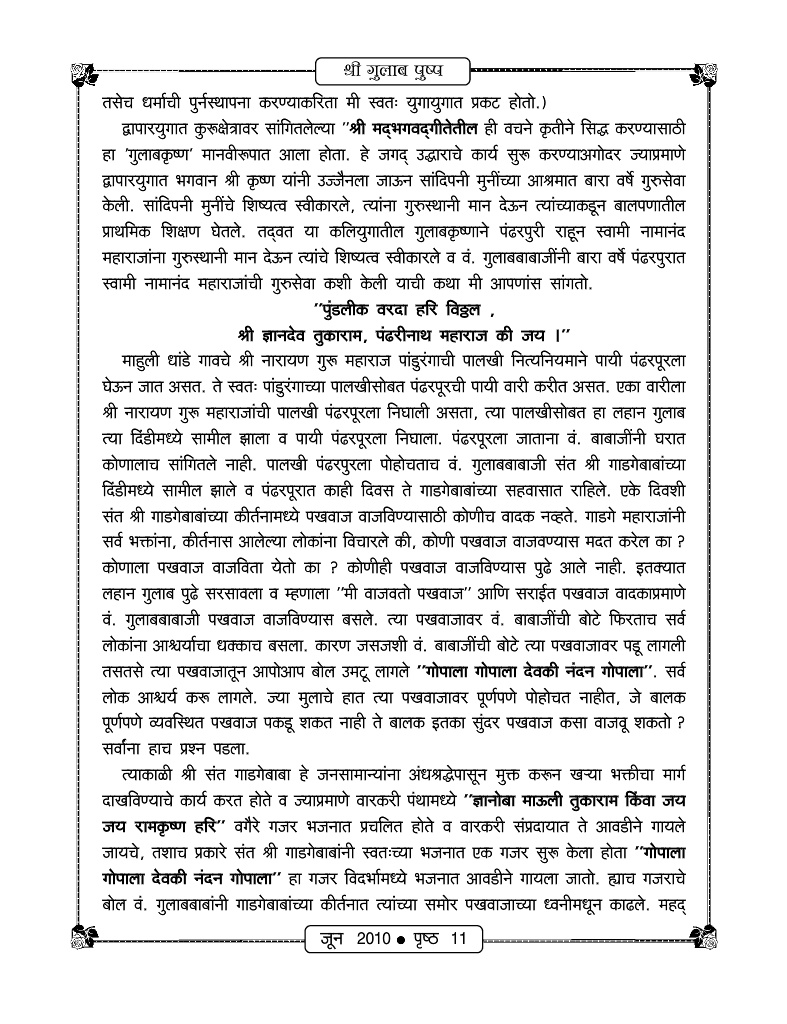 श्री गुलाब पुष्प
तसेच धर्माची पुर्नस्थापना करण्याकरिता मी स्वतः युगायुगात प्रकट होतो.)
द्वापारयुगात कुरूक्षेत्रावर सांगितलेल्या ''श्री मद्‌भगवद्‌गीतेतील ही वचने कृतीने सिद्ध करण्यासाठी
हा 'गुलाबकृष्ण' मानवीरूपात आला होता. हे जगद् उद्धाराचे कार्य सुरू करण्याअगोदर ज्याप्रमाणे
द्वापारयुगात भगवान श्री कृष्ण यांनी उज्जैनला जाऊन सांदिपनी मुनींच्या आश्रमात बारा वर्षे गुरुसेवा
केली. सांदिपनी मुनींचे शिष्यत्व स्वीकारले, त्यांना गुरुस्थानी मान देऊन त्यांच्याकडून बालपणातील
प्राथमिक शिक्षण घेतले. तद्‌वत या कलियुगातील गुलाबकृष्णाने पंढरपुरी राहून स्वामी नामानंद
महाराजांना गुरुस्थानी मान देऊन त्यांचे शिष्यत्व स्वीकारले व वं. गुलाबबाबाजींनी बारा वर्षे पंढरपुरात
स्वामी नामानंद महाराजांची गुरुसेवा कशी केली याची कथा मी आपणांस सांगतो.
''पुंडलीक वरदा हरि विठ्ठल ,
श्री ज्ञानदेव तुकाराम, पंढरीनाथ महाराज की जय ।''
माहुली धांडे गावचे श्री नारायण गुरू महाराज पांडुरंगाची पालखी नित्यनियमाने पायी पंढरपूरला
घेऊन जात असत. ते स्वतः पांडुरंगाच्या पालखीसोबत पंढरपूरची पायी वारी करीत असत. एका वारीला
श्री नारायण गुरू महाराजांची पालखी पंढरपूरला निघाली असता, त्या पालखीसोबत हा लहान गुलाब
त्या दिंडीमध्ये सामील झाला व पायी पंढरपूरला निघाला. पंढरपूरला जाताना वं. बाबाजींनी घरात
कोणालाच सांगितले नाही. पालखी पंढरपुरला पोहोचताच वं. गुलाबबाबाजी संत श्री गाडगेबाबांच्या
दिंडीमध्ये सामील झाले व पंढरपूरात काही दिवस ते गाडगेबाबांच्या सहवासात राहिले. एके दिवशी
संत श्री गाडगेबाबांच्या कीर्तनामध्ये पखवाज वाजविण्यासाठी कोणीच वादक नव्हते. गाडगे महाराजांनी
सर्व भक्तांना, कीर्तनास आलेल्या लोकांना विचारले की, कोणी पखवाज वाजवण्यास मदत करेल का ?
कोणाला पखवाज वाजविता येतो का ? कोणीही पखवाज वाजविण्यास पुढे आले नाही. इतक्यात
लहान गुलाब पुढे सरसावला व म्हणाला ''मी वाजवतो पखवाज'' आणि सराईत पखवाज वादकाप्रमाणे
वं. गुलाबबाबाजी पखवाज वाजविण्यास बसले. त्या पखवाजावर वं. बाबाजींची बोटे फिरताच सर्व
लोकांना आश्चर्याचा धक्काच बसला. कारण जसजशी वं. बाबाजींची बोटे त्या पखवाजावर पडू लागली
तसतसे त्या पखवाजातून आपोआप बोल उमटू लागले ''गोपाला गोपाला देवकी नंदन गोपाला''. सर्व
लोक आश्चर्य करू लागले. ज्या मुलाचे हात त्या पखवाजावर पूर्णपणे पोहोचत नाहीत, जे बालक
पूर्णपणे व्यवस्थित पखवाज पकडू शकत नाही ते बालक इतका सुंदर पखवाज कसा वाजवू शकतो ?
सर्वांना हाच प्रश्न पडला.
त्याकाळी श्री संत गाडगेबाबा हे जनसामान्यांना अंधश्रद्धेपासून मुक्त करून खऱ्या भक्तीचा मार्ग
दाखविण्याचे कार्य करत होते व ज्याप्रमाणे वारकरी पंथामध्ये ''ज्ञानोबा माऊली तुकाराम किंवा जय
जय रामकृष्ण हरि'' वगैरे गजर भजनात प्रचलित होते व वारकरी संप्रदायात ते आवडीने गायले
जायचे, तशाच प्रकारे संत श्री गाडगेबाबांनी स्वतःच्या भजनात एक गजर सुरू केला होता ''गोपाला
गोपाला देवकी नंदन गोपाला'' हा गजर विदर्भामध्ये भजनात आवडीने गायला जातो. ह्याच गजराचे
बोल वं. गुलाबबाबांनी गाडगेबाबांच्या कीर्तनात त्यांच्या समोर पखवाजाच्या ध्वनीमधून काढले. महद्
जून 2010 ● पृष्ठ 11